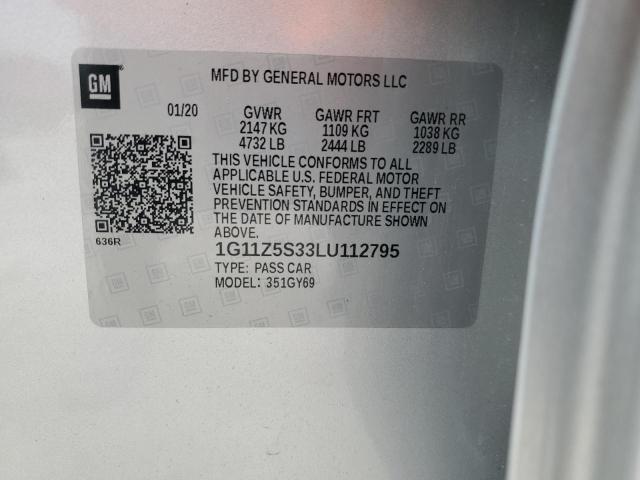 GM
MFD BY GENERAL MOTORS LLC
01/20 GVWR GAWR FRT GAWR RR
2147 KG 1109 KG 1038 KG
4732 LB 2444 LB 2289 LB
THIS VEHICLE CONFORMS TO ALL
APPLICABLE U.S. FEDERAL MOTOR
VEHICLE SAFETY, BUMPER, AND THEFT
PREVENTION STANDARDS IN EFFECT ON
THE DATE OF MANUFACTURE SHOWN
ABOVE.
636R
1G11Z5S33LU112795
TYPE: PASS CAR
MODEL: 351GY69